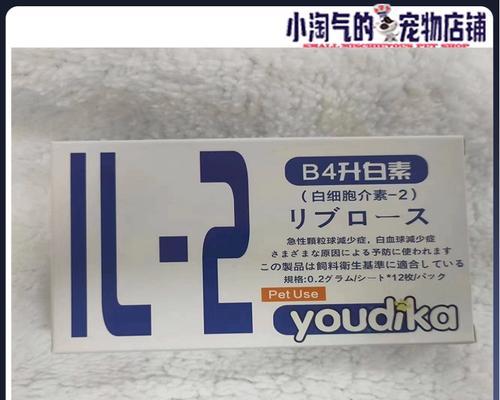 小淘气的宠物店铺
SMALL MISCHIEVOUS PET SHOP
IL-2
B4升白素
(白细胞介素-2)
リブロース
急性顆粒球減少症，白血球減少症
さまざまな原因による予防に使われます
この製品は飼料衛生基準に適合している
規格:0.2グラム/シート*12枚/パック
Pet Use
youdika